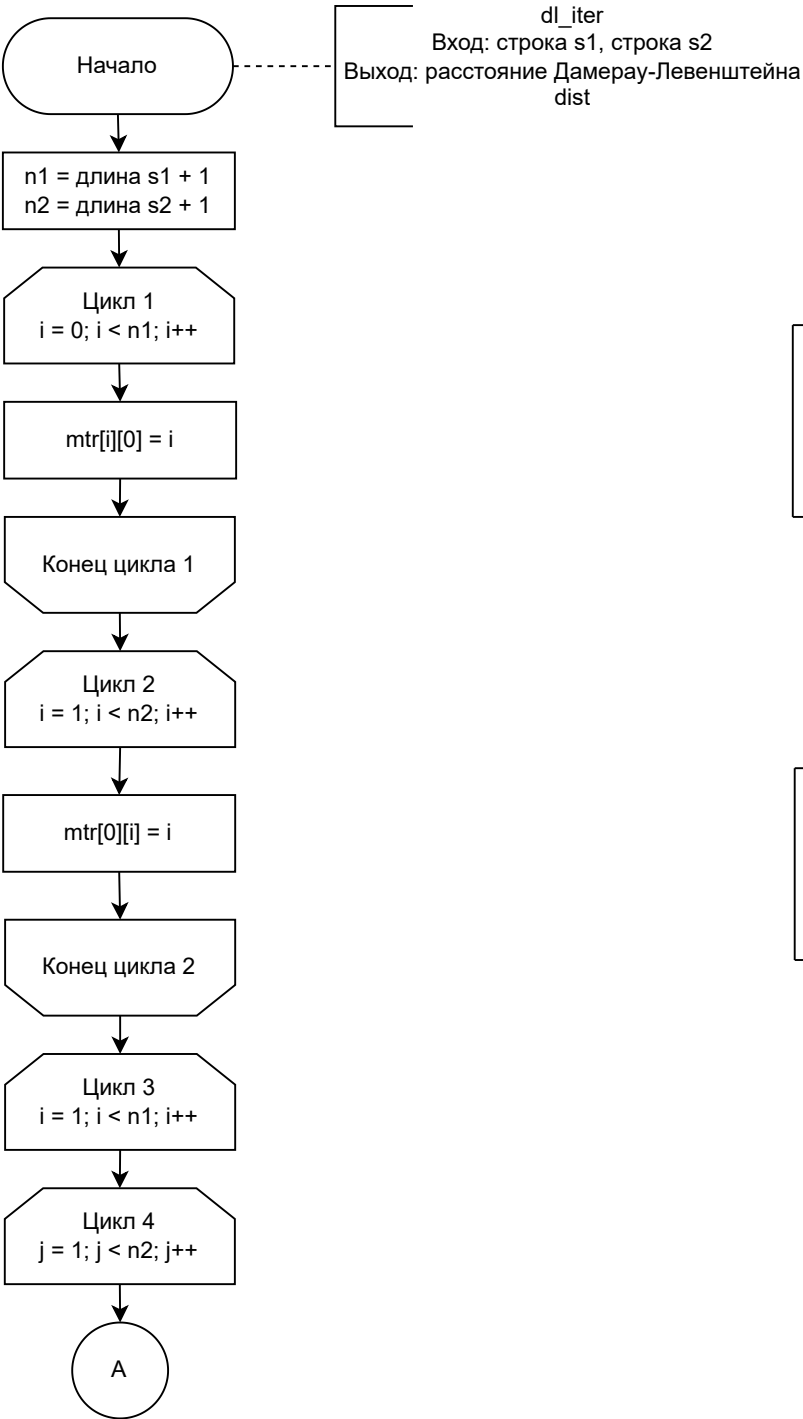 Начало
dl_iter
Вход: строка s1, строка s2
Выход: расстояние Дамерау-Левенштейна
dist
n1 = длина s1 + 1
n2 = длина s2 + 1
Цикл 1
i = 0; i < n1; i++
mtr[i][0] = i
Конец цикла 1
Цикл 2
i = 1; i < n2; i++
mtr[0][i] = i
Конец цикла 2
Цикл 3
i = 1; i < n1; i++
Цикл 4
j = 1; j < n2; j++
A